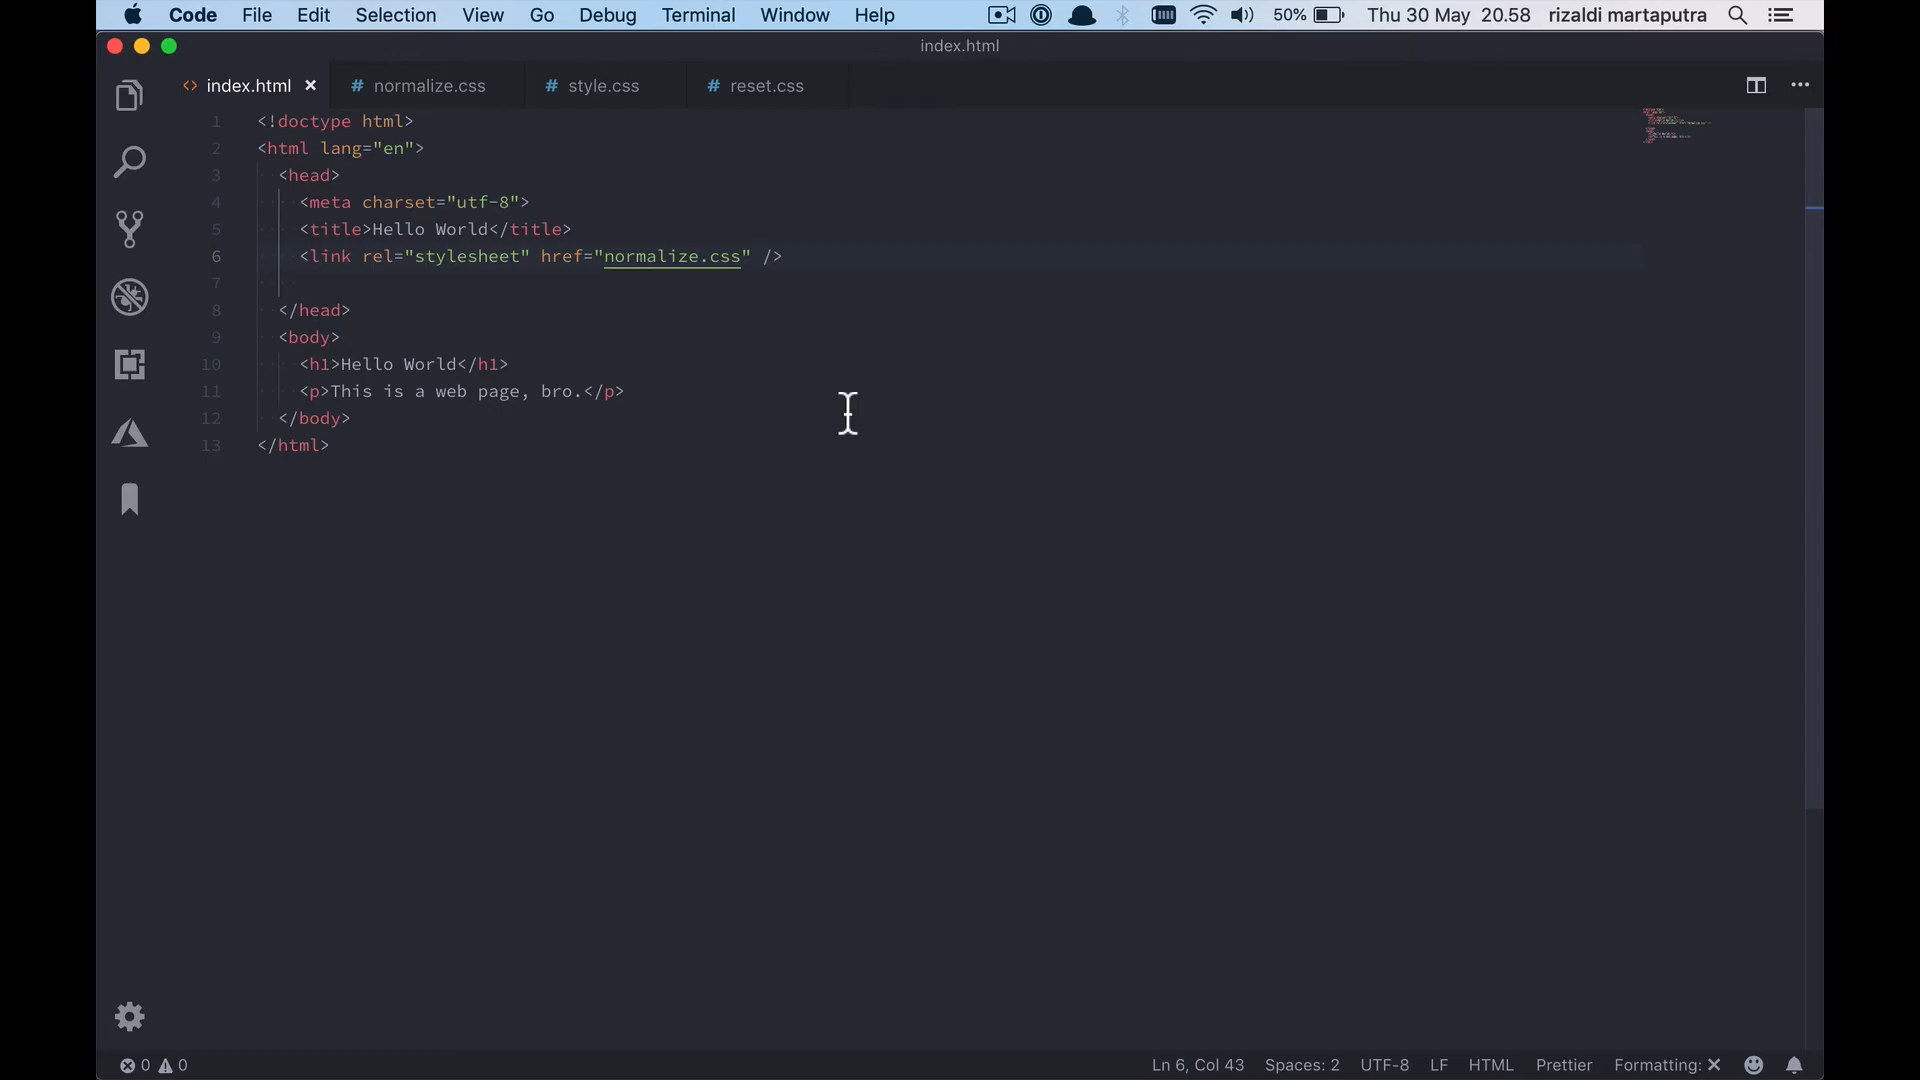 Code File Edit Selection View Go Debug Terminal Window Help 50% Thu 30 May 20.58 rizaldi martaputra
index.html
index.html normalize.css style.css reset.css
1 <!doctype html>
2 <html lang="en">
3 <head>
4 <meta charset="utf-8">
5 <title>Hello World</title>
6 <link rel="stylesheet" href="normalize.css" />
7
8 </head>
9 <body>
10 <h1>Hello World</h1>
11 <p>This is a web page, bro.</p>
12 </body>
13 </html>
0 0 Ln 6, Col 43 Spaces: 2 UTF-8 LF HTML Prettier Formatting: ✕